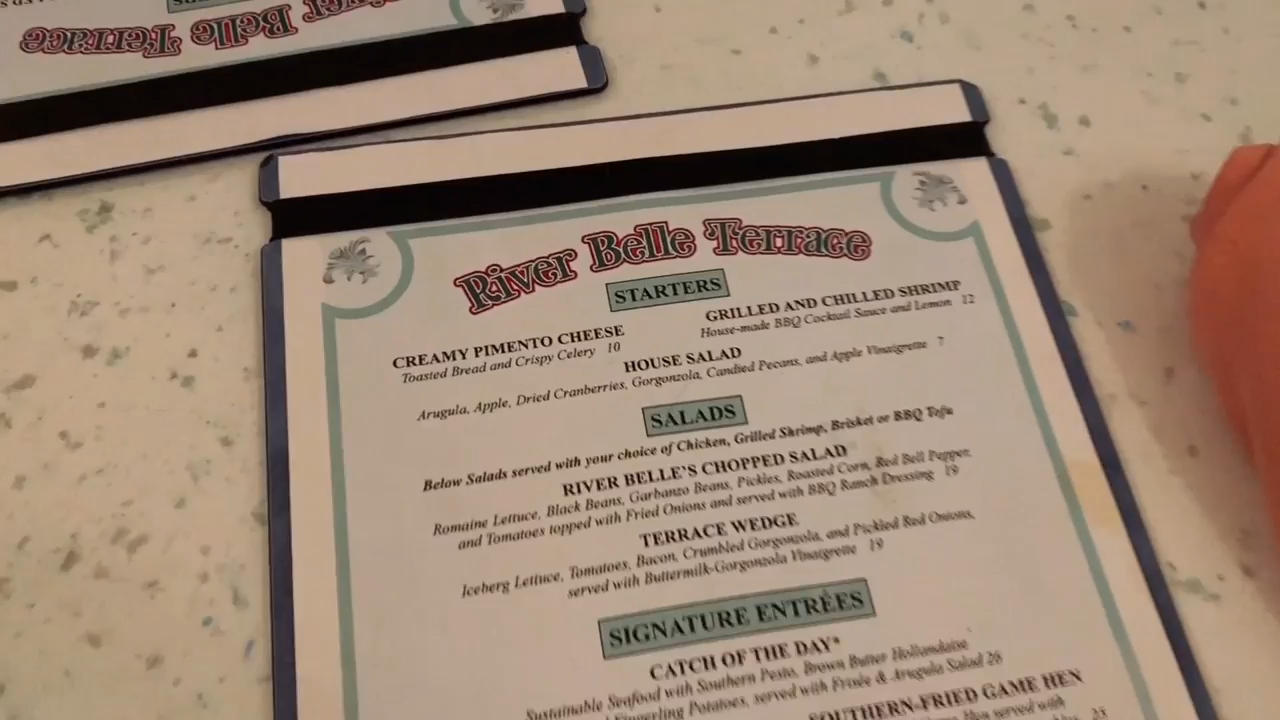 River Belle Terrace
River Belle Terrace
STARTERS
CREAMY PIMENTO CHEESE
Toasted Bread and Crispy Celery 10
GRILLED AND CHILLED SHRIMP
House-made BBQ Cocktail Sauce and Lemon 12
HOUSE SALAD
Arugula, Apple, Dried Cranberries, Gorgonzola, Candied Pecans, and Apple Vinaigrette 7
SALADS
Below Salads served with your choice of Chicken, Grilled Shrimp, Brisket or BBQ Tofu
RIVER BELLE'S CHOPPED SALAD
Romaine Lettuce, Black Beans, Garbanzo Beans, Pickles, Roasted Corn, Red Bell Pepper,
and Tomatoes topped with Fried Onions and served with BBQ Ranch Dressing 19
TERRACE WEDGE
Iceberg Lettuce, Tomatoes, Bacon, Crumbled Gorgonzola, and Pickled Red Onions,
served with Buttermilk-Gorgonzola Vinaigrette 19
SIGNATURE ENTRÉES
CATCH OF THE DAY*
Sustainable Seafood with Southern Pesto, Brown Butter Hollandaise
Fingerling Potatoes, served with Frisée & Arugula Salad 26
SOUTHERN-FRIED GAME HEN
Hen served with
25